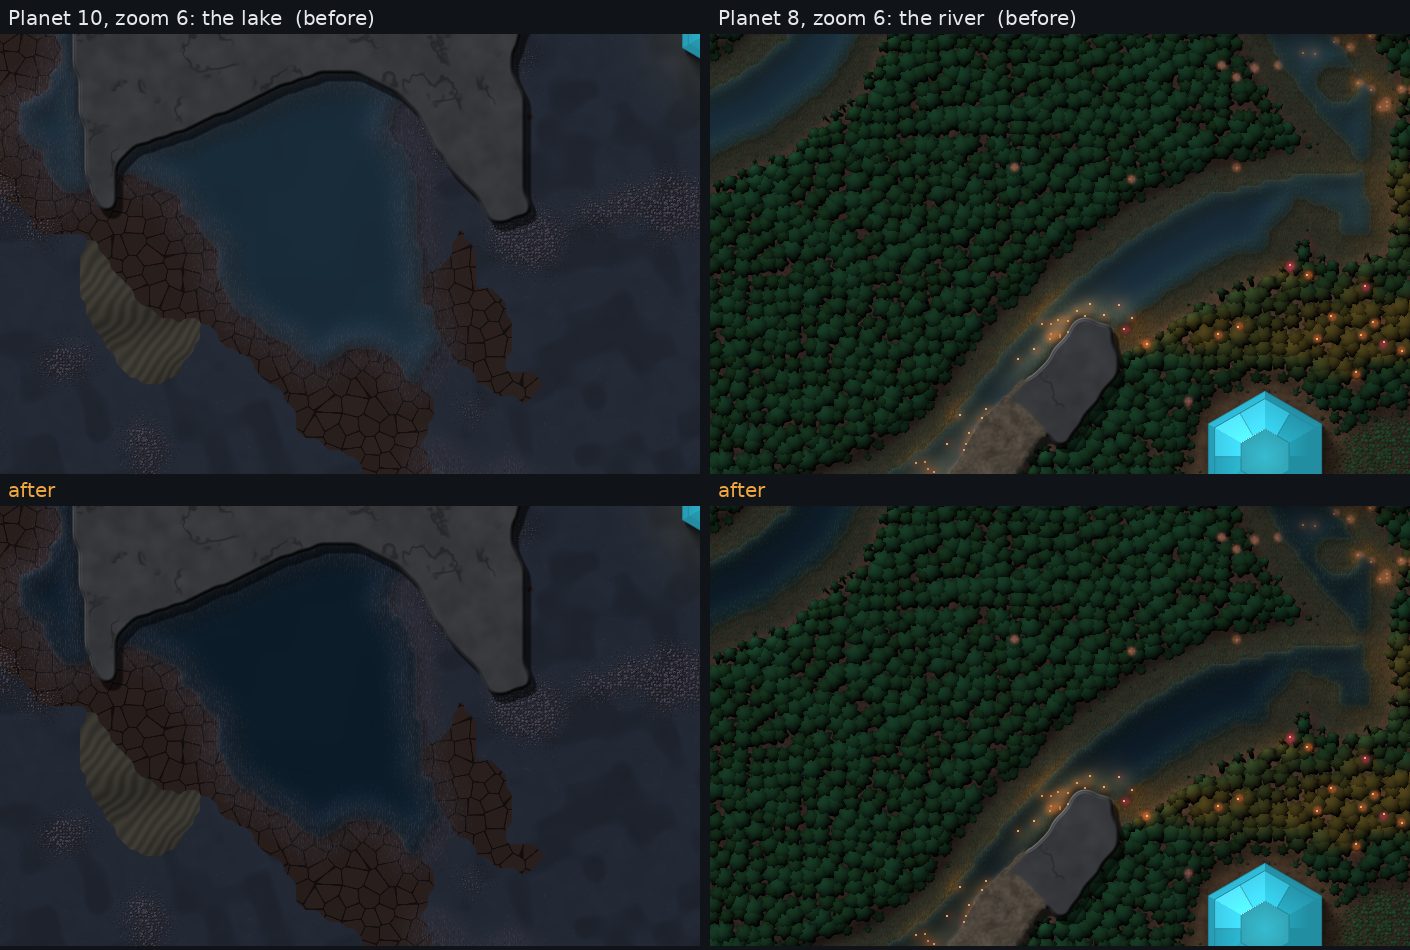 Planet 10, zoom 6: the lake  (before)
Planet 8, zoom 6: the river  (before)
after
after